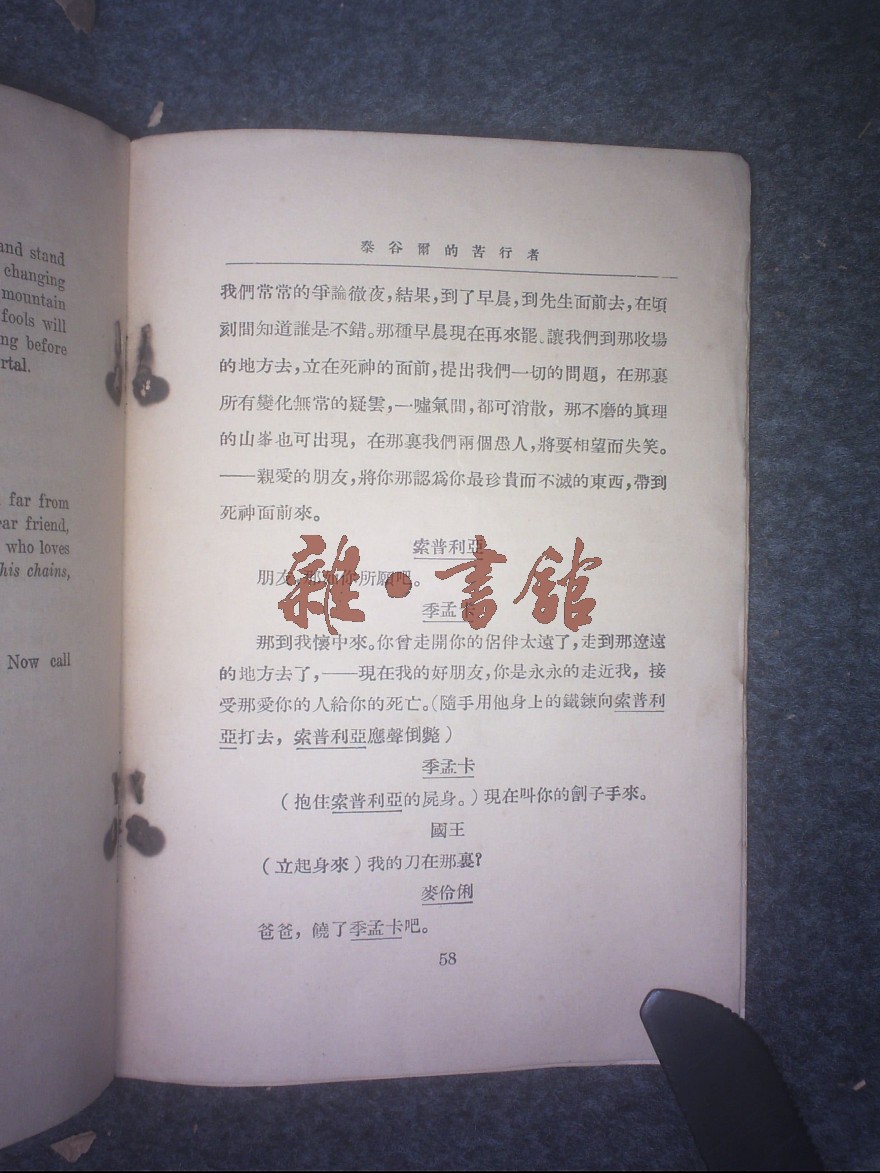 and stand
changing
mountain
fools will
ng before
rtal.
far from
ear friend,
who loves
his chains,
Now call
泰谷爾的苦行者
我們常常的爭論徹夜，結果，到了早晨，到先生面前去，在頃
刻間知道誰是不錯。那種早晨現在再來罷。讓我們到那收場
的地方去，立在死神的面前，提出我們一切的問題，在那裏
所有變化無常的疑雲，一噓氣間，都可消散，那不磨的眞理
的山峯也可出現，在那裏我們兩個愚人，將要相望而失笑。
——親愛的朋友，將你那認爲你最珍貴而不滅的東西，帶到
死神面前來。
索普利亞
朋友，那如你所願吧。
季孟卡
那到我懷中來。你曾走開你的侶伴太遠了，走到那遼遠
的地方去了，——現在我的好朋友，你是永永的走近我，接
受那愛你的人給你的死亡。（隨手用他身上的鐵鍊向索普利
亞打去，索普利亞應聲倒斃）
季孟卡
（抱住索普利亞的屍身。）現在叫你的劊子手來。
國王
（立起身來）我的刀在那裏？
麥伶俐
爸爸，饒了季孟卡吧。
58
雜·書館